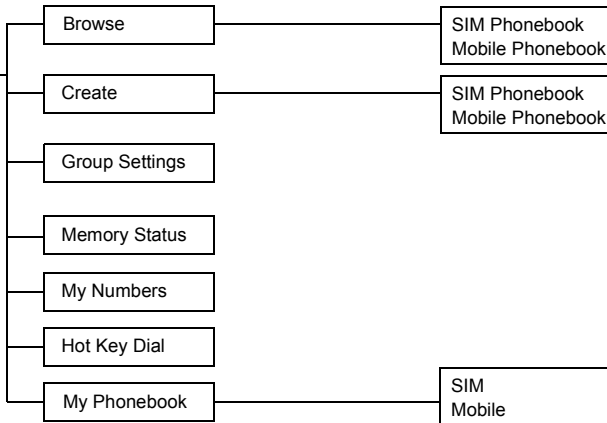 Browse
SIM Phonebook
Mobile Phonebook
Create
SIM Phonebook
Mobile Phonebook
Group Settings
Memory Status
My Numbers
Hot Key Dial
My Phonebook
SIM
Mobile